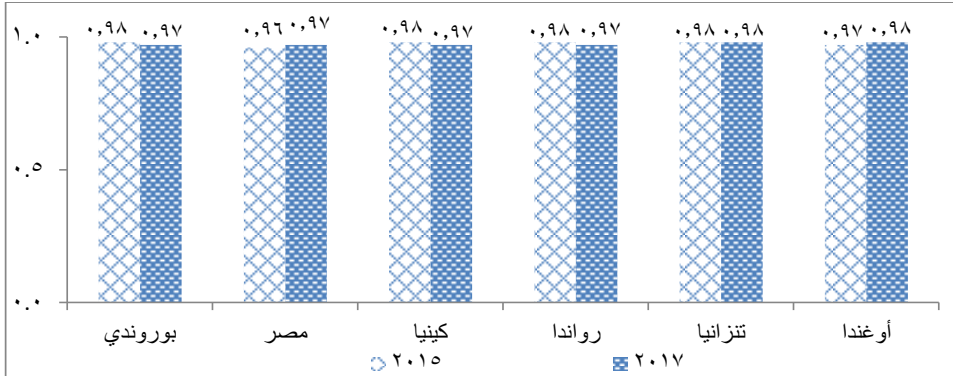 ٠,٩٨ ٠,٩٧ ٠,٩٦ ٠,٩٧ ٠,٩٨ ٠,٩٧ ٠,٩٨ ٠,٩٧ ٠,٩٨ ٠,٩٨ ٠,٩٧ ٠,٩٨
١.٠
٠.٥
٠.٠
بوروندي مصر كينيا رواندا تنزانيا أوغندا
٢٠١٥ ٢٠١٧